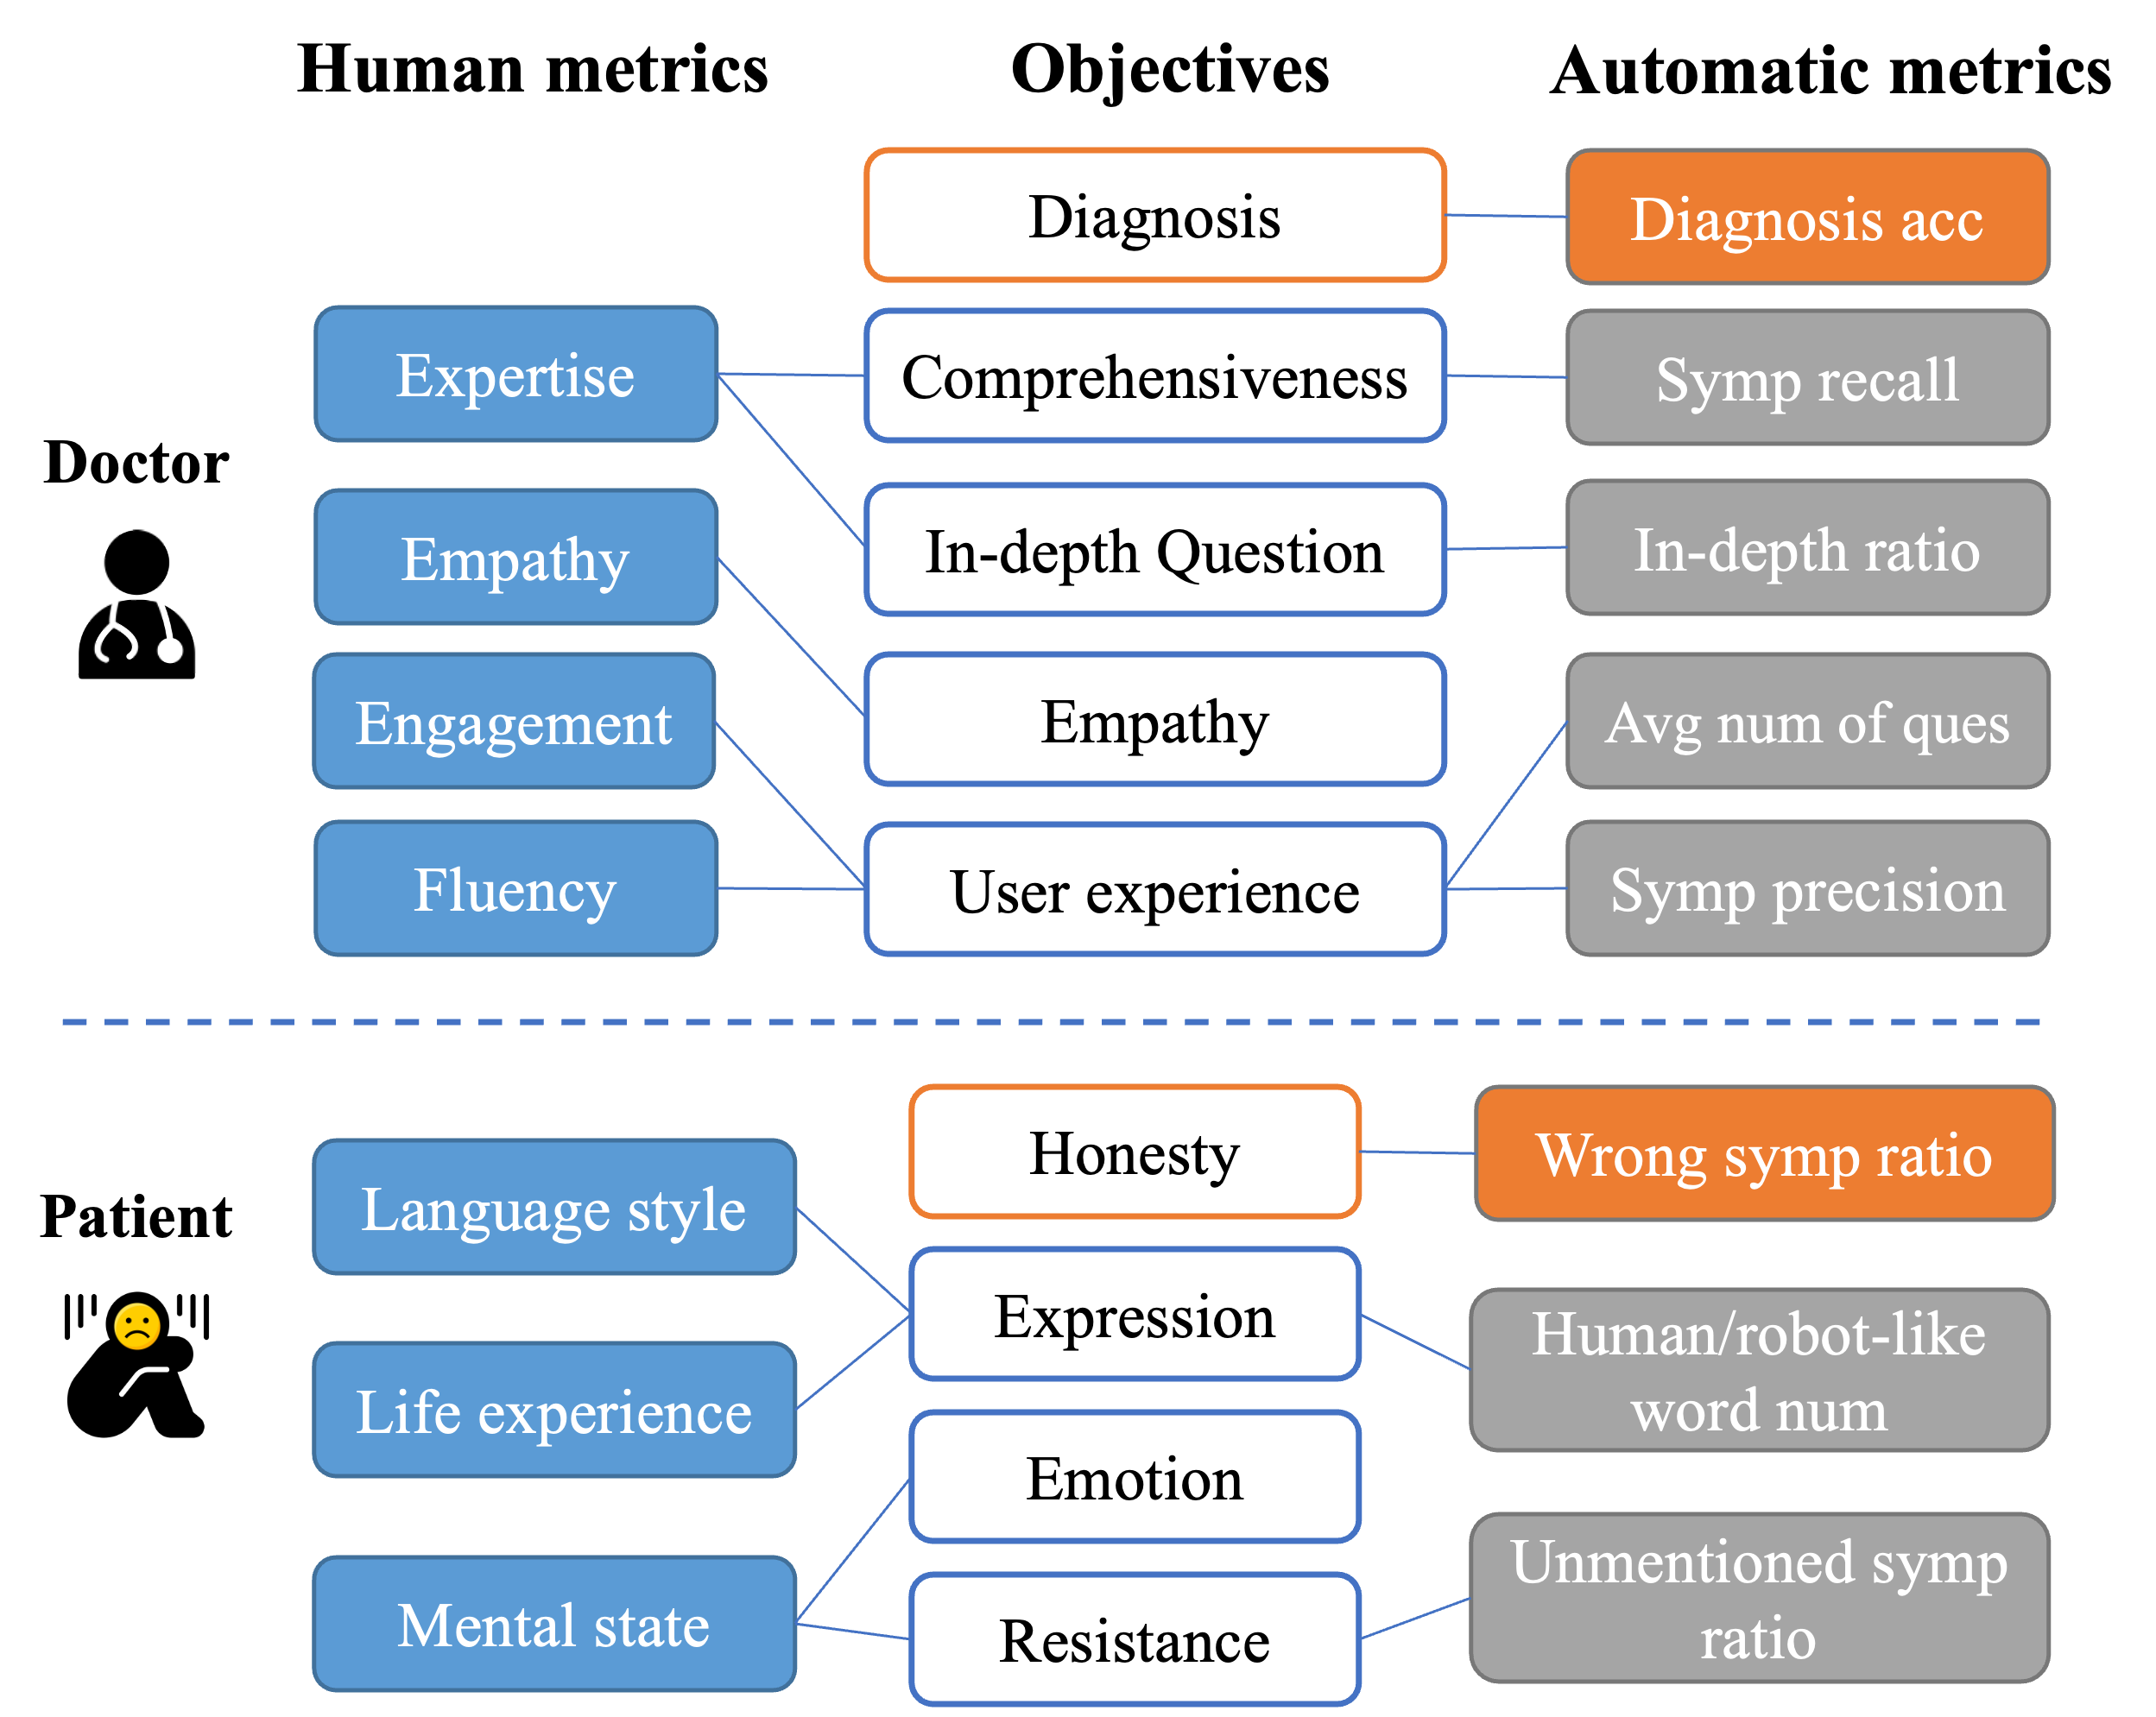 Human metrics
Objectives
Automatic metrics
Diagnosis
Diagnosis acc
Doctor
Expertise
Comprehensiveness
Symp recall
Empathy
In-depth Question
In-depth ratio
Engagement
Empathy
Avg num of ques
Fluency
User experience
Symp precision
Patient
Honesty
Wrong symp ratio
Language style
Expression
Human/robot-like
word num
Life experience
Emotion
Unmentioned symp
ratio
Mental state
Resistance